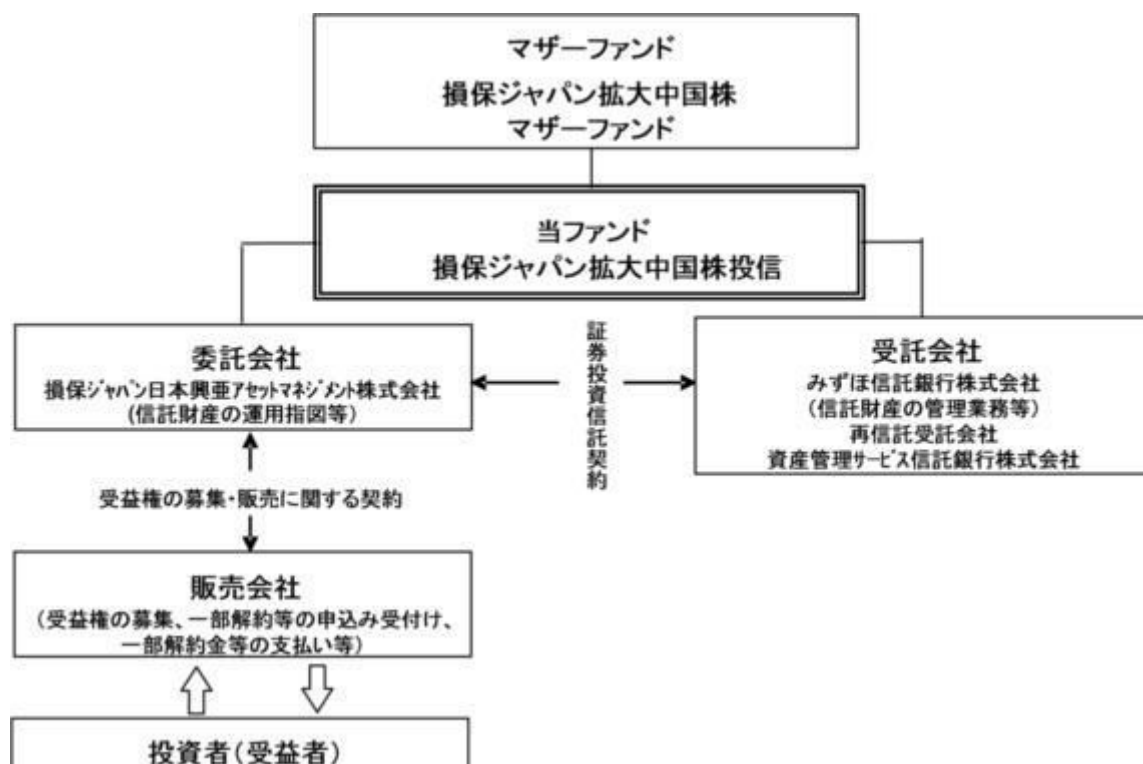 マザーファンド
損保ジャパン拡大中国株
マザーファンド
当ファンド
損保ジャパン拡大中国株投信
委託会社
損保ジャパン日本興亜アセットマネジメント株式会社
(信託財産の運用指図等)
証券投資信託契約
受託会社
みずほ信託銀行株式会社
(信託財産の管理業務等)
再信託受託会社
資産管理サービス信託銀行株式会社
受益権の募集・販売に関する契約
販売会社
(受益権の募集、一部解約等の申込み受付け、
一部解約金等の支払い等)
投資者(受益者)